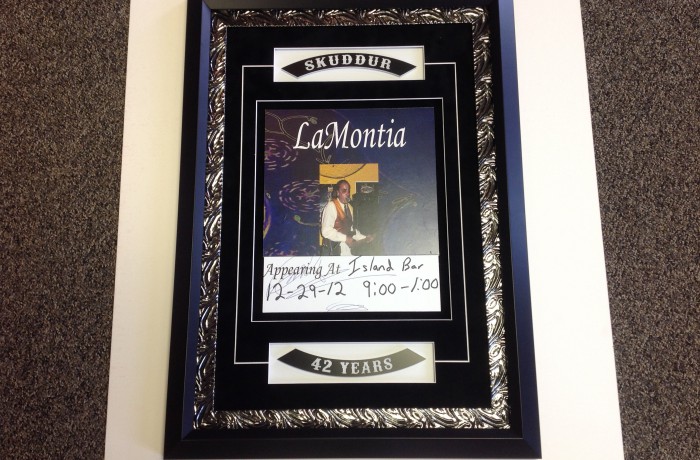 SKUDDUR
LaMontia
Appearing At Island Bar
12-29-12 9:00-1:00
42 YEARS